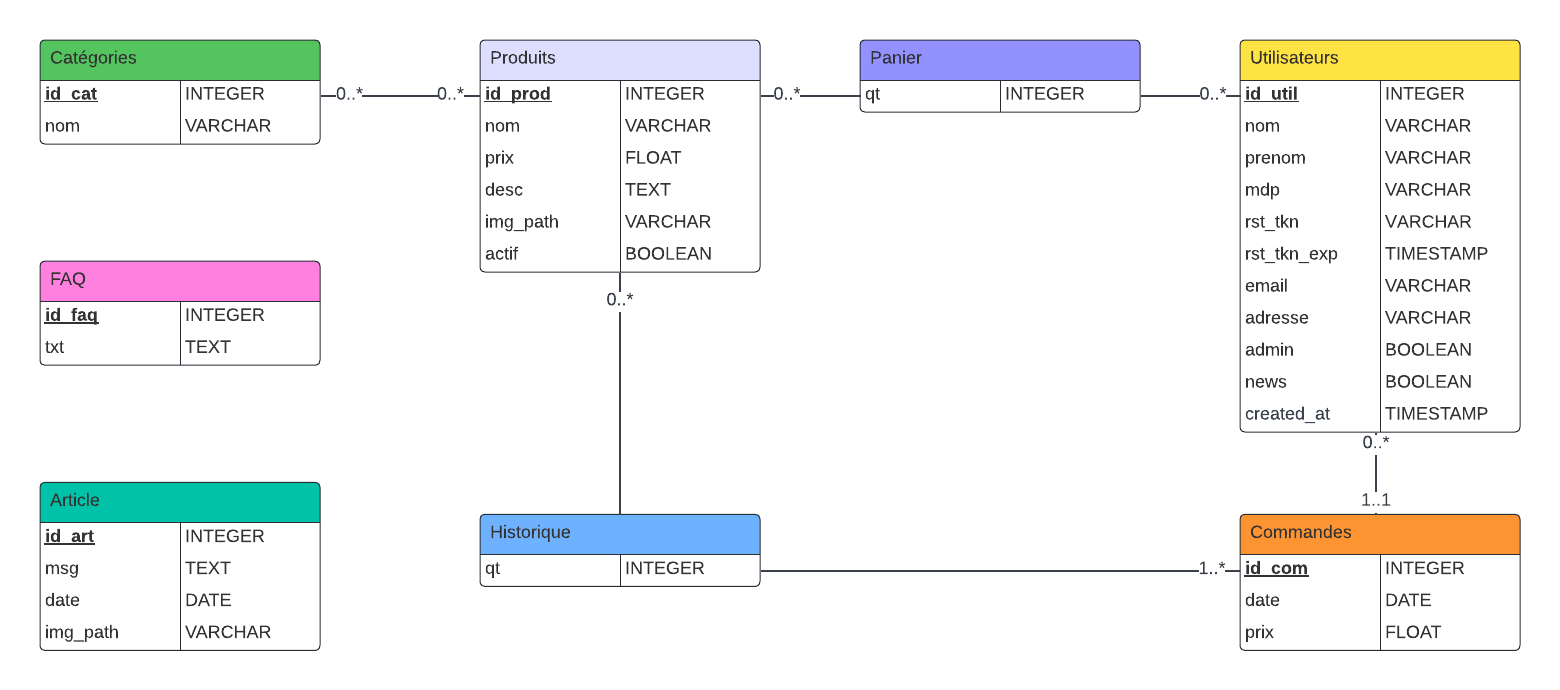 Catégories
id_cat INTEGER
nom VARCHAR
0..* 0..*
Produits
id_prod INTEGER
nom VARCHAR
prix FLOAT
desc TEXT
img_path VARCHAR
actif BOOLEAN
0..*
Panier
qt INTEGER
0..*
Utilisateurs
id_util INTEGER
nom VARCHAR
prenom VARCHAR
mdp VARCHAR
rst_tkn VARCHAR
rst_tkn_exp TIMESTAMP
email VARCHAR
adresse VARCHAR
admin BOOLEAN
news BOOLEAN
created_at TIMESTAMP
FAQ
id_faq INTEGER
txt TEXT
0..*
0..*
1..1
Article
id_art INTEGER
msg TEXT
date DATE
img_path VARCHAR
Historique
qt INTEGER
1..*
Commandes
id_com INTEGER
date DATE
prix FLOAT